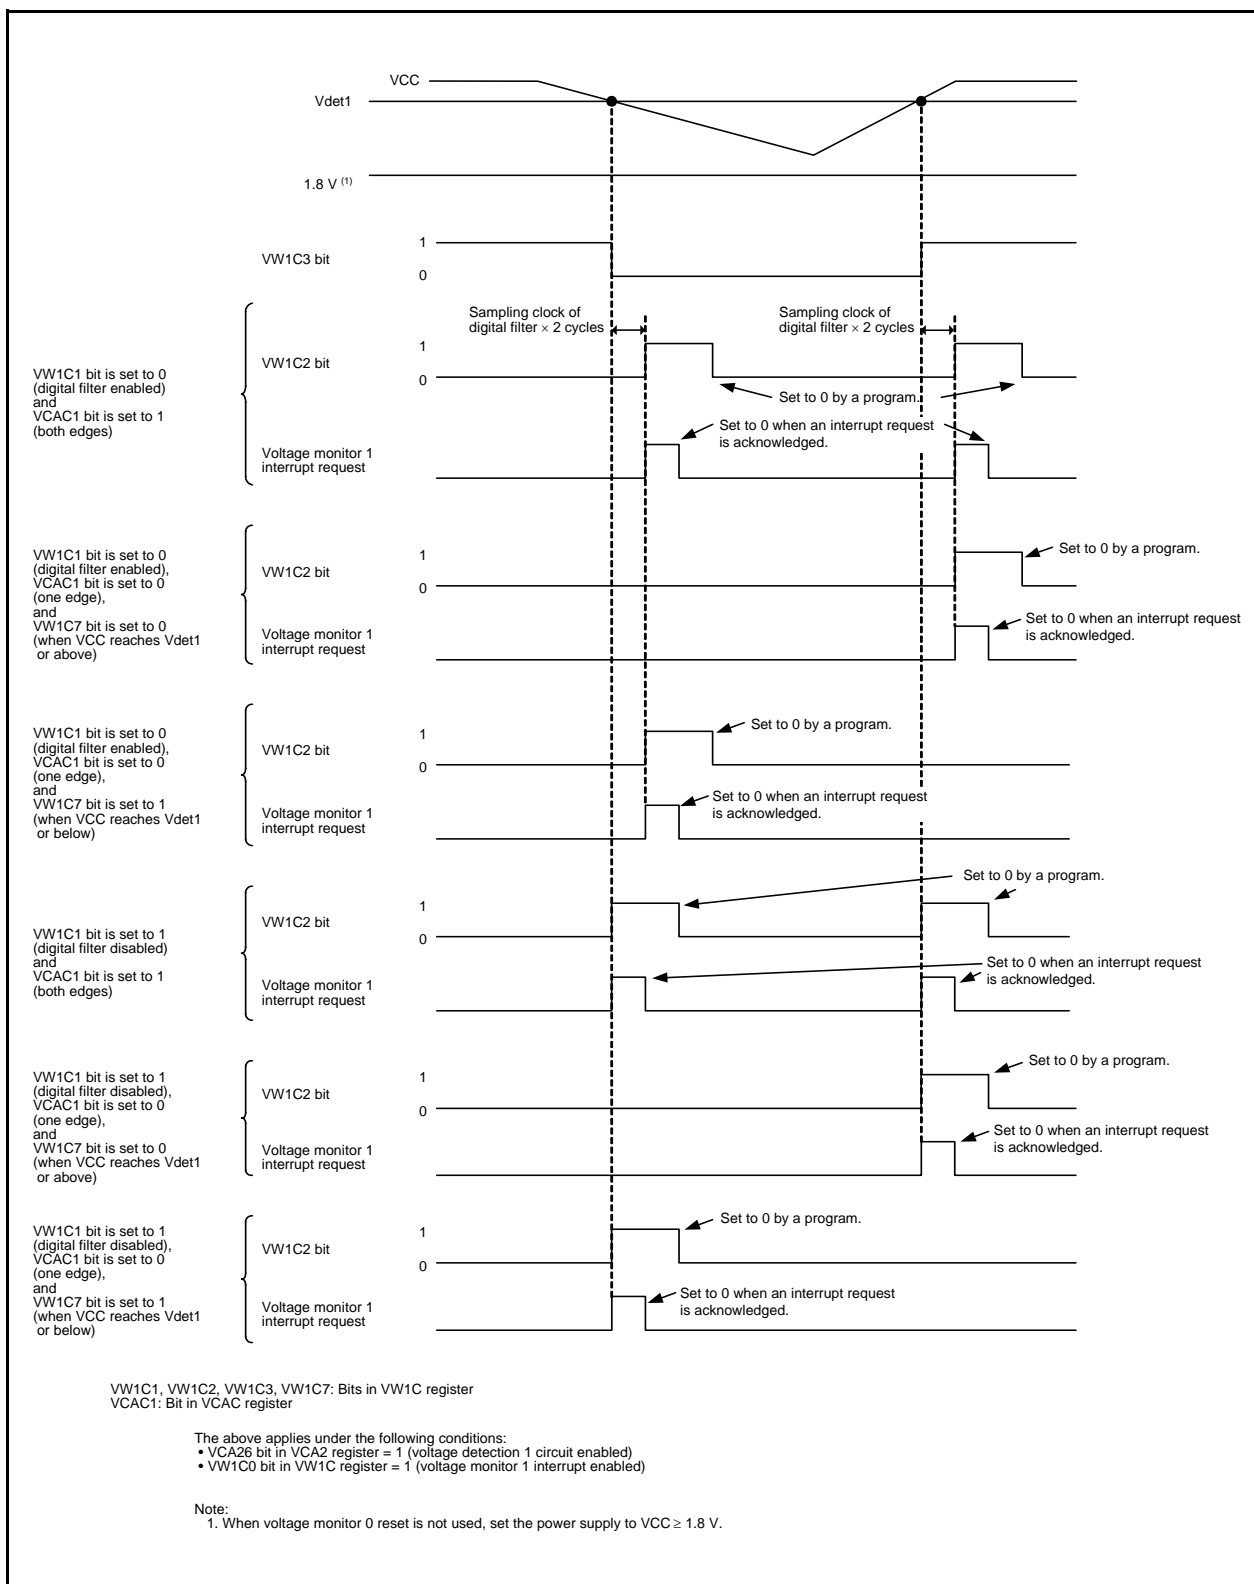 VCC
Vdet1
1.8 V (1)
VW1C3 bit
1
0
Sampling clock of
digital filter × 2 cycles
Sampling clock of
digital filter × 2 cycles
VW1C1 bit is set to 0
(digital filter enabled)
and
VCAC1 bit is set to 1
(both edges)
VW1C2 bit
1
0
Set to 0 by a program.
Set to 0 when an interrupt request
is acknowledged.
Voltage monitor 1
interrupt request
VW1C1 bit is set to 0
(digital filter enabled),
VCAC1 bit is set to 0
(one edge),
and
VW1C7 bit is set to 0
(when VCC reaches Vdet1
or above)
VW1C2 bit
1
0
Set to 0 by a program.
Voltage monitor 1
interrupt request
Set to 0 when an interrupt request
is acknowledged.
VW1C1 bit is set to 0
(digital filter enabled),
VCAC1 bit is set to 0
(one edge),
and
VW1C7 bit is set to 1
(when VCC reaches Vdet1
or below)
VW1C2 bit
1
0
Set to 0 by a program.
Voltage monitor 1
interrupt request
Set to 0 when an interrupt request
is acknowledged.
VW1C1 bit is set to 1
(digital filter disabled)
and
VCAC1 bit is set to 1
(both edges)
VW1C2 bit
1
0
Set to 0 by a program.
Voltage monitor 1
interrupt request
Set to 0 when an interrupt request
is acknowledged.
VW1C1 bit is set to 1
(digital filter disabled),
VCAC1 bit is set to 0
(one edge),
and
VW1C7 bit is set to 0
(when VCC reaches Vdet1
or above)
VW1C2 bit
1
0
Set to 0 by a program.
Voltage monitor 1
interrupt request
Set to 0 when an interrupt request
is acknowledged.
VW1C1 bit is set to 1
(digital filter disabled),
VCAC1 bit is set to 0
(one edge),
and
VW1C7 bit is set to 1
(when VCC reaches Vdet1
or below)
VW1C2 bit
1
0
Set to 0 by a program.
Voltage monitor 1
interrupt request
Set to 0 when an interrupt request
is acknowledged.
VW1C1, VW1C2, VW1C3, VW1C7: Bits in VW1C register
VCAC1: Bit in VCAC register
The above applies under the following conditions:
• VCA26 bit in VCA2 register = 1 (voltage detection 1 circuit enabled)
• VW1C0 bit in VW1C register = 1 (voltage monitor 1 interrupt enabled)
Note:
1. When voltage monitor 0 reset is not used, set the power supply to VCC ≥ 1.8 V.